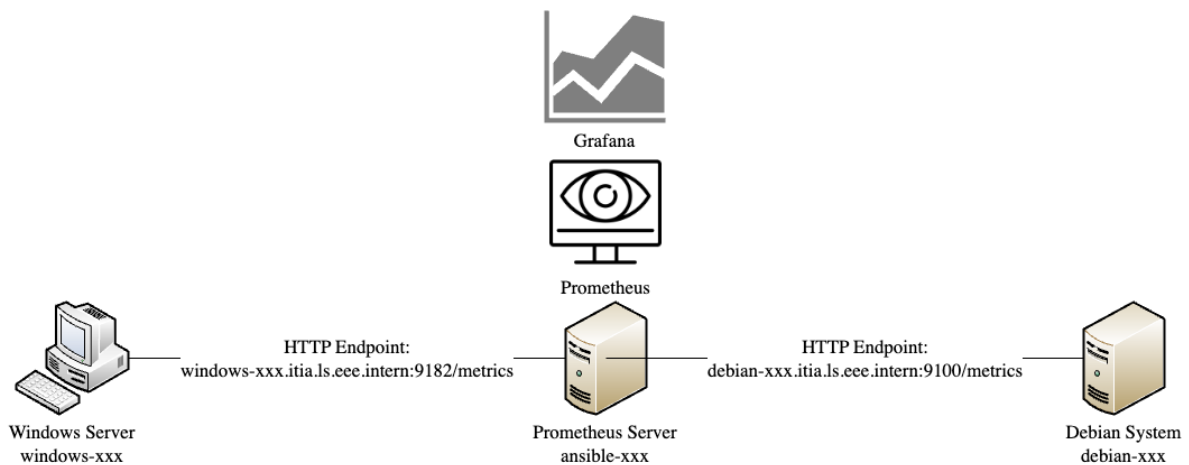 Grafana
Prometheus
HTTP Endpoint:
windows-xxx.itia.ls.eee.intern:9182/metrics
HTTP Endpoint:
debian-xxx.itia.ls.eee.intern:9100/metrics
Windows Server
windows-xxx
Prometheus Server
ansible-xxx
Debian System
debian-xxx